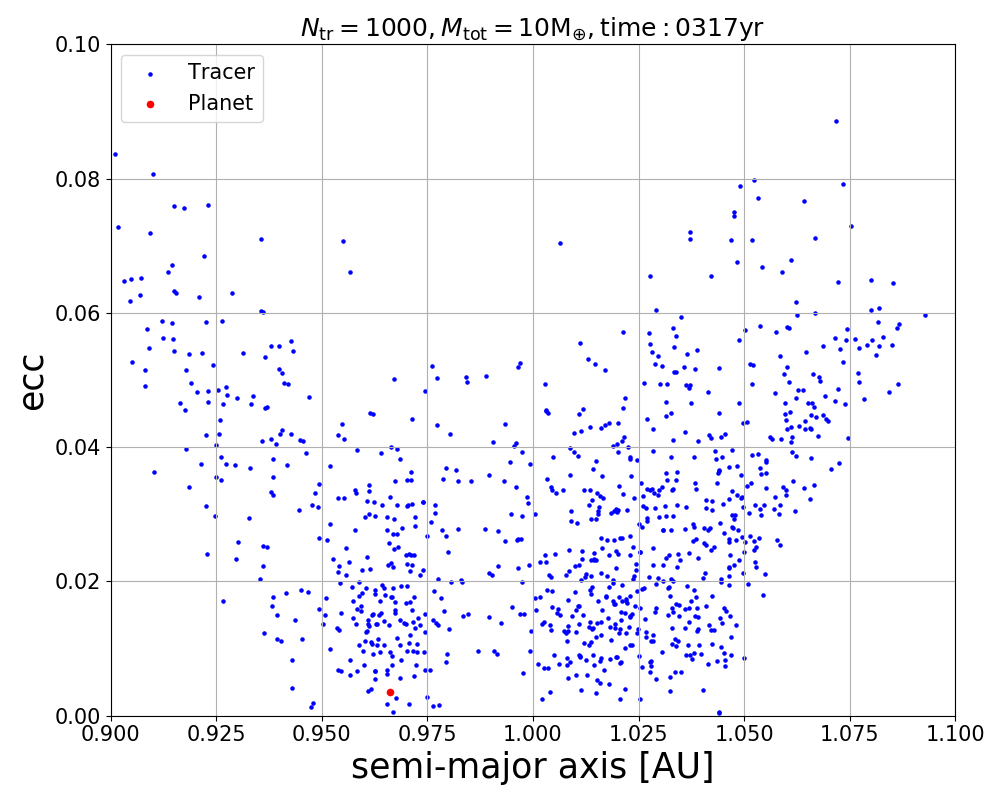 N_tr = 1000, M_tot = 10M_⊕, time : 0317yr
0.10
Tracer
Planet
0.08
0.06
ecc
0.04
0.02
0.00
0.900 0.925 0.950 0.975 1.000 1.025 1.050 1.075 1.100
semi-major axis [AU]